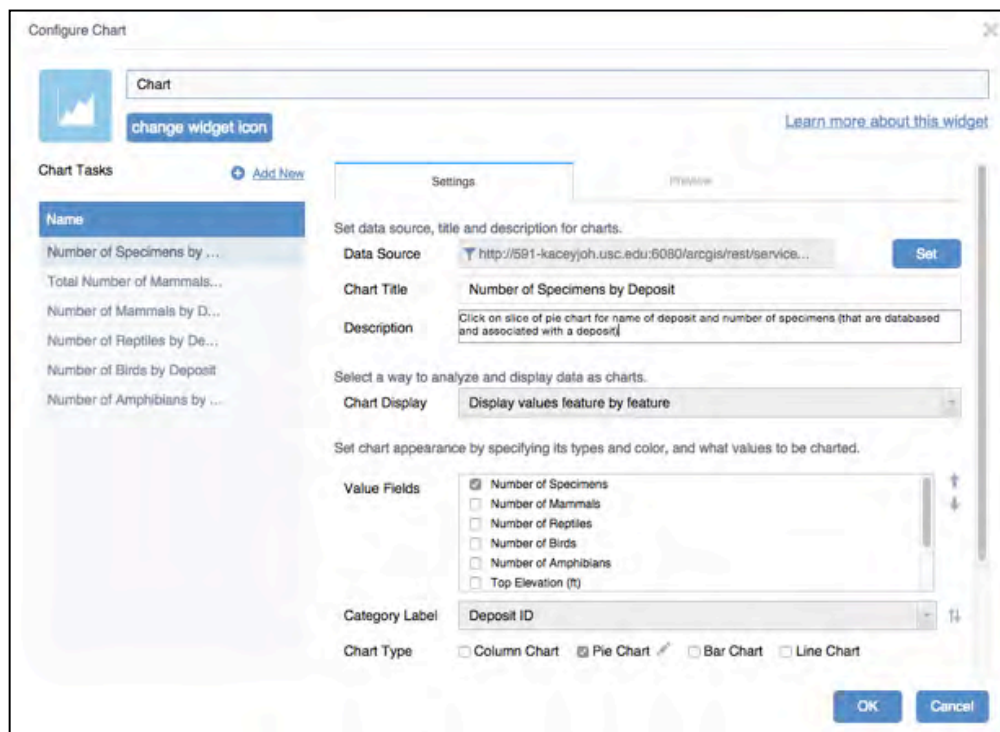 Configure Chart
Chart
change widget icon
Learn more about this widget
Chart Tasks
Add New
Name
Number of Specimens by ...
Total Number of Mammals...
Number of Mammals by D...
Number of Reptiles by De...
Number of Birds by Deposit
Number of Amphibians by ...
Settings
Preview
Set data source, title and description for charts.
Data Source
http://591-kaceyjoh.usc.edu:6080/arcgis/rest/service...
Set
Chart Title
Number of Specimens by Deposit
Description
Click on slice of pie chart for name of deposit and number of specimens (that are databased
and associated with a deposit)
Select a way to analyze and display data as charts.
Chart Display
Display values feature by feature
Set chart appearance by specifying its types and color, and what values to be charted.
Value Fields
Number of Specimens
Number of Mammals
Number of Reptiles
Number of Birds
Number of Amphibians
Top Elevation (ft)
Category Label
Deposit ID
Chart Type
Column Chart
Pie Chart
Bar Chart
Line Chart
OK
Cancel